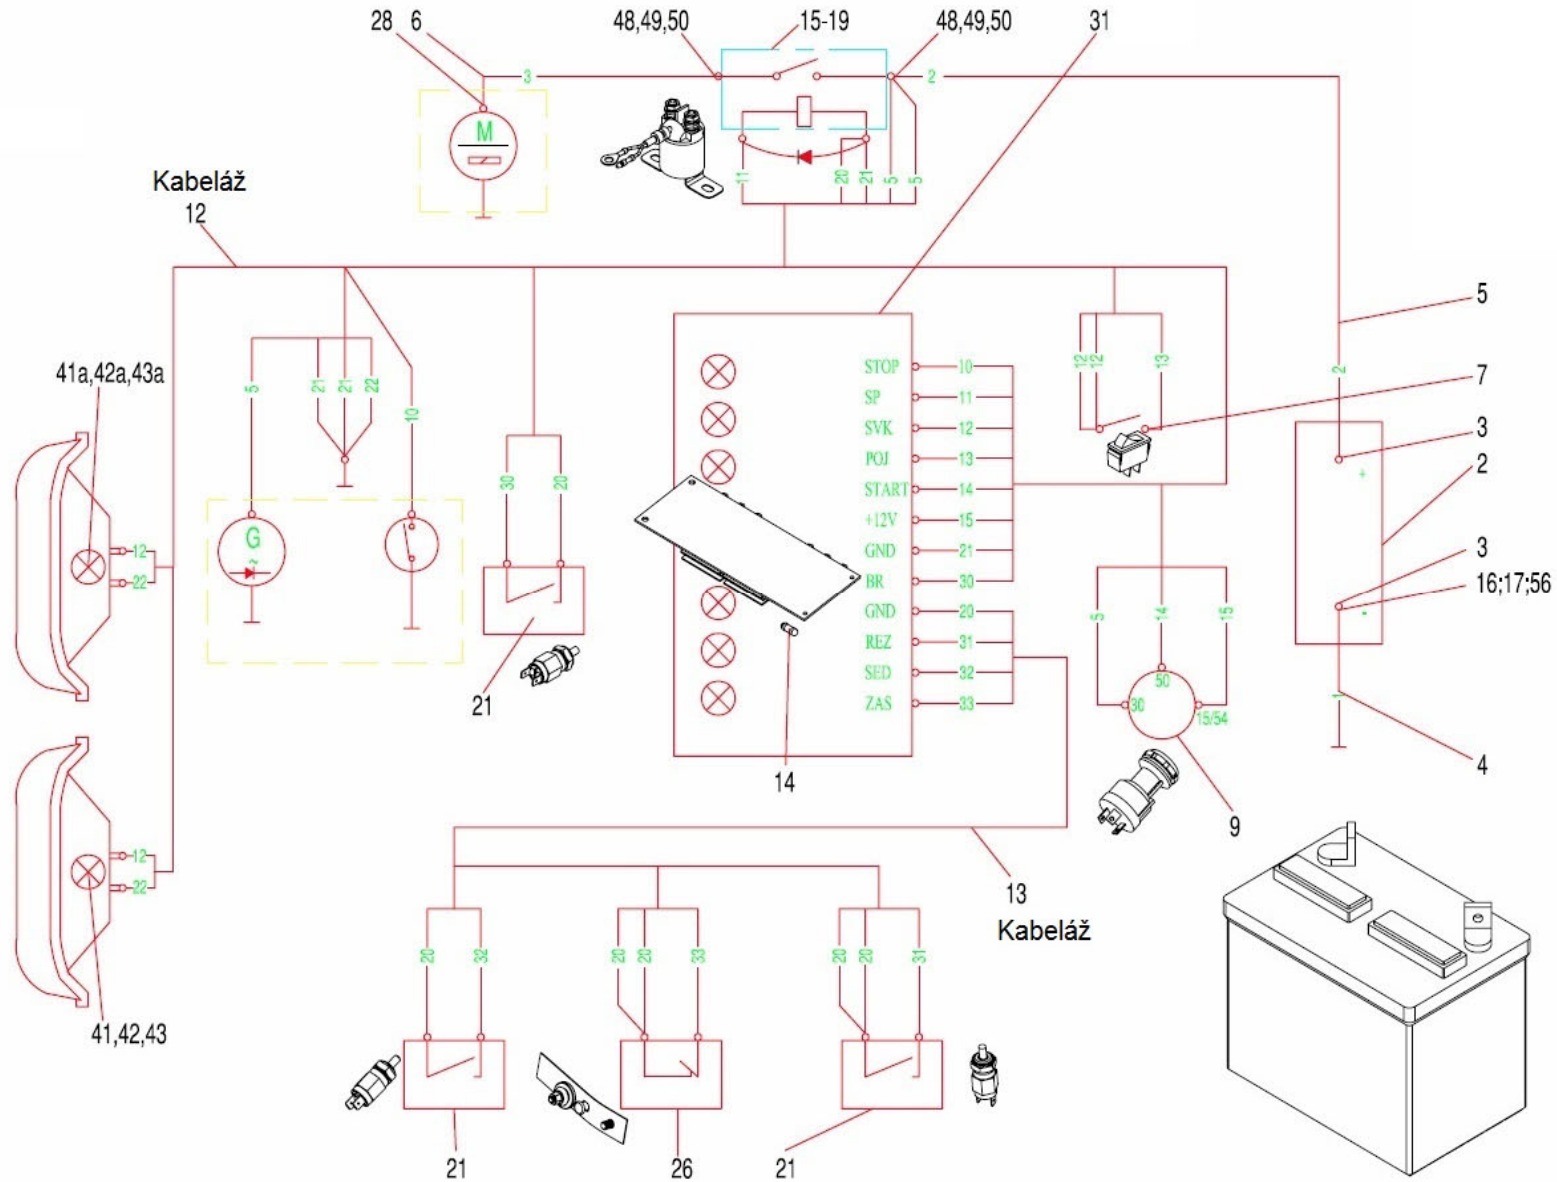 28 6 48,49,50 15-19 48,49,50 31
3 2
M
Kabeláž
12
11 20 21 5 5
5
2
41a,42a,43a
5 21 21 22 10
12 12 13
7
STOP 10
SP 11
SVK 12
POJ 13
START 14
+12V 15
GND 21
BR 30
GND 20
REZ 31
SED 32
ZAS 33
3
2
+
30 20
G
~
12
22
3
16;17;56
-
5 14 15
50
30 15/54
21
1
14
4
9
12
22
13
Kabeláž
20 32 20 20 33 20 20 31
41,42,43
21 26 21